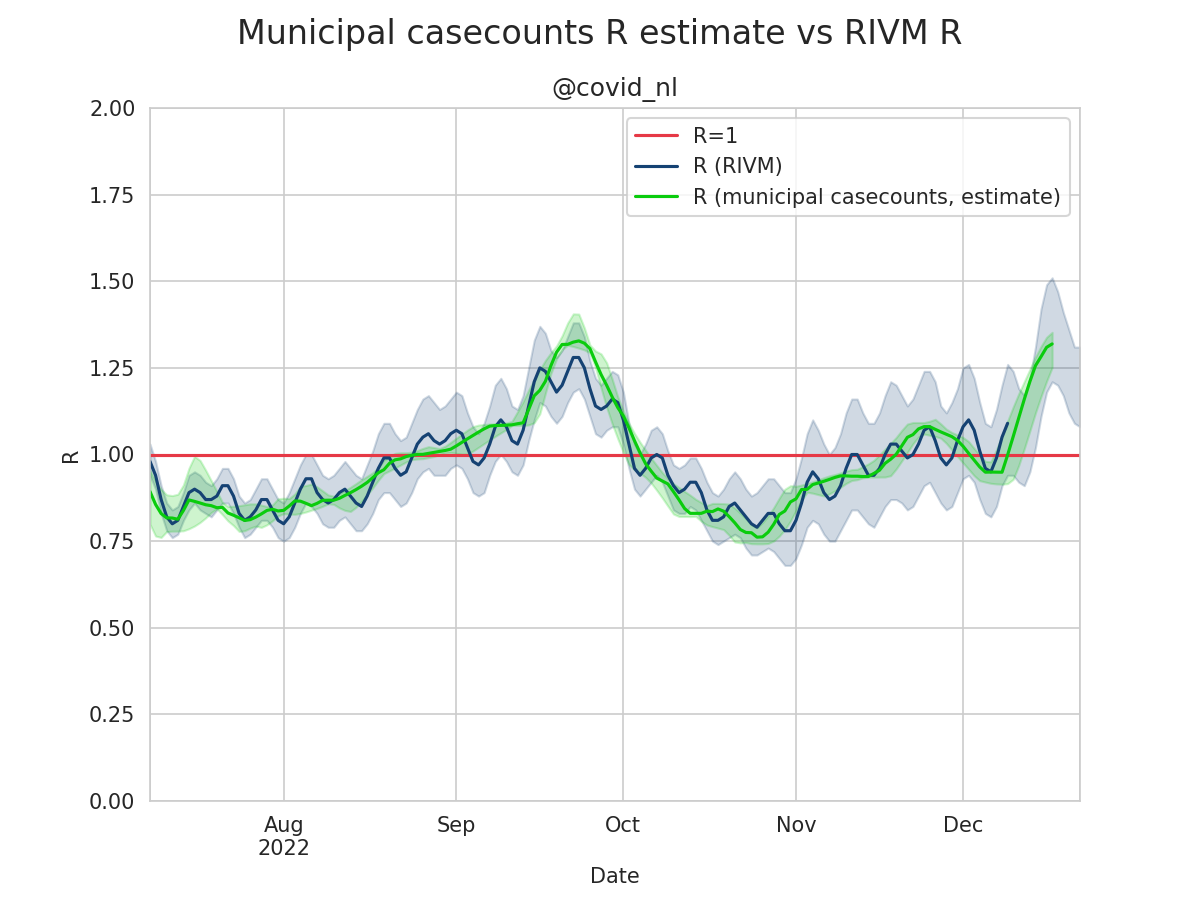 Municipal casecounts R estimate vs RIVM R
@covid_nl
R=1
R (RIVM)
R (municipal casecounts, estimate)
2.00
1.75
1.50
1.25
1.00
0.75
0.50
0.25
0.00
R
Aug
2022
Sep
Oct
Nov
Dec
Date